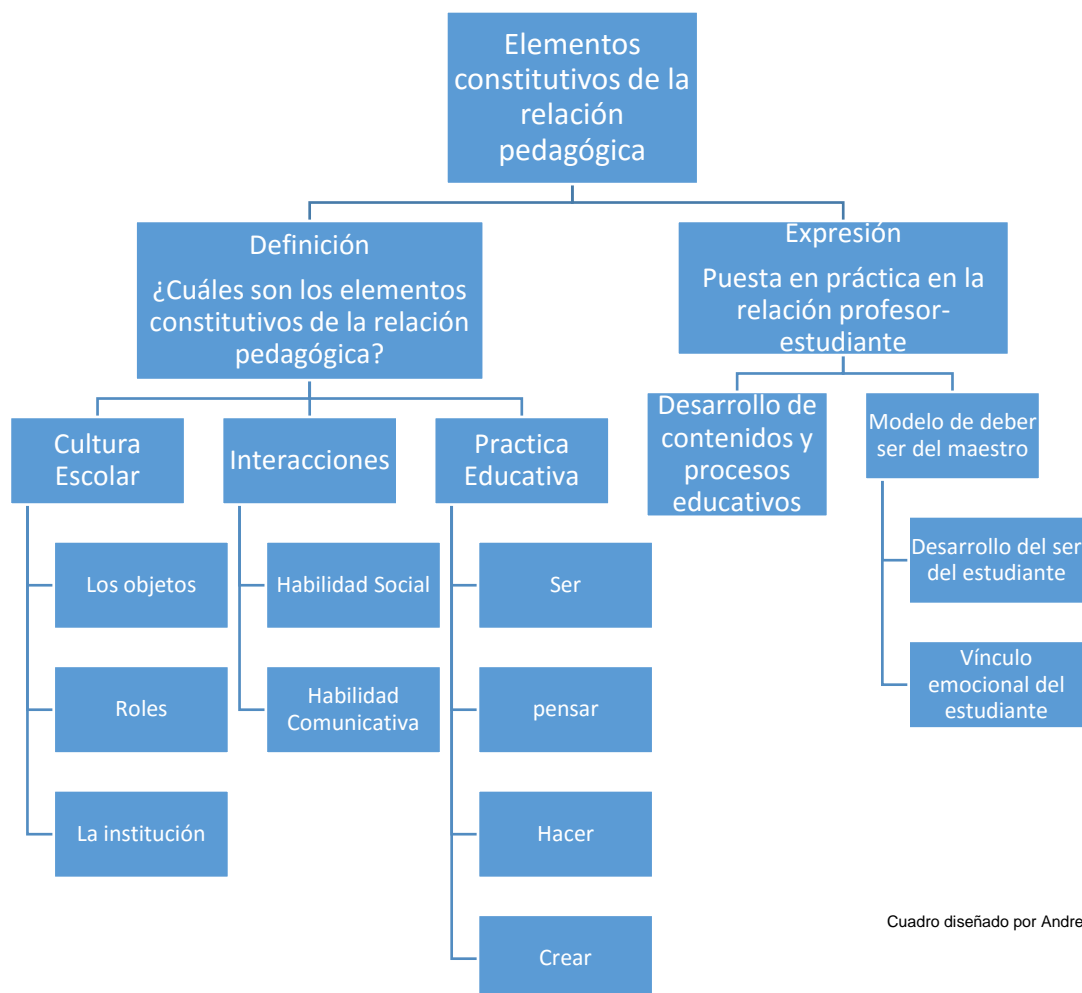 Elementos
constitutivos de la
relación
pedagógica
Definición
¿Cuáles son los elementos
constitutivos de la relación
pedagógica?
Expresión
Puesta en práctica en la
relación profesor-
estudiante
Cultura
Escolar
Interacciones
Practica
Educativa
Desarrollo de
contenidos y
procesos
educativos
Modelo de deber
ser del maestro
Los objetos
Roles
La institución
Habilidad Social
Habilidad
Comunicativa
Ser
pensar
Hacer
Crear
Desarrollo del ser
del estudiante
Vínculo
emocional del
estudiante
Cuadro diseñado por Andre